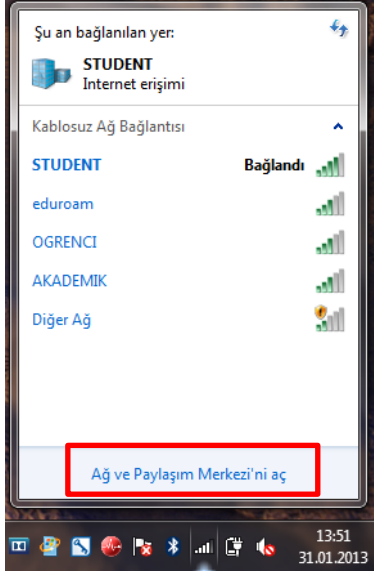 Şu an bağlanılan yer:
STUDENT
Internet erişimi
Kablosuz Ağ Bağlantısı
STUDENT Bağlandı
eduroam
OGRENCI
AKADEMIK
Diğer Ağ
Ağ ve Paylaşım Merkezi'ni aç
13:51
31.01.2013